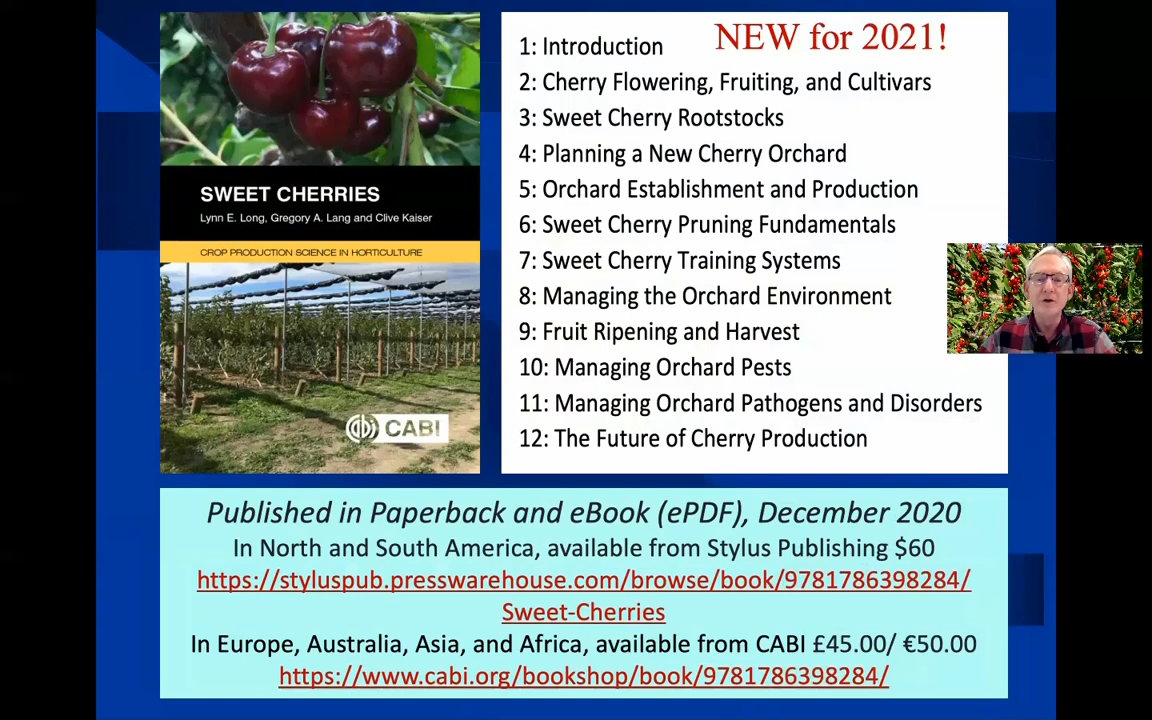 SWEET CHERRIES
Lynn E. Long, Gregory A. Lang and Clive Kaiser
CROP PRODUCTION SCIENCE IN HORTICULTURE
CABI
NEW for 2021!
1: Introduction
2: Cherry Flowering, Fruiting, and Cultivars
3: Sweet Cherry Rootstocks
4: Planning a New Cherry Orchard
5: Orchard Establishment and Production
6: Sweet Cherry Pruning Fundamentals
7: Sweet Cherry Training Systems
8: Managing the Orchard Environment
9: Fruit Ripening and Harvest
10: Managing Orchard Pests
11: Managing Orchard Pathogens and Disorders
12: The Future of Cherry Production
Published in Paperback and eBook (ePDF), December 2020
In North and South America, available from Stylus Publishing $60
https://styluspub.presswarehouse.com/browse/book/9781786398284/
Sweet-Cherries
In Europe, Australia, Asia, and Africa, available from CABI £45.00/ €50.00
https://www.cabi.org/bookshop/book/9781786398284/